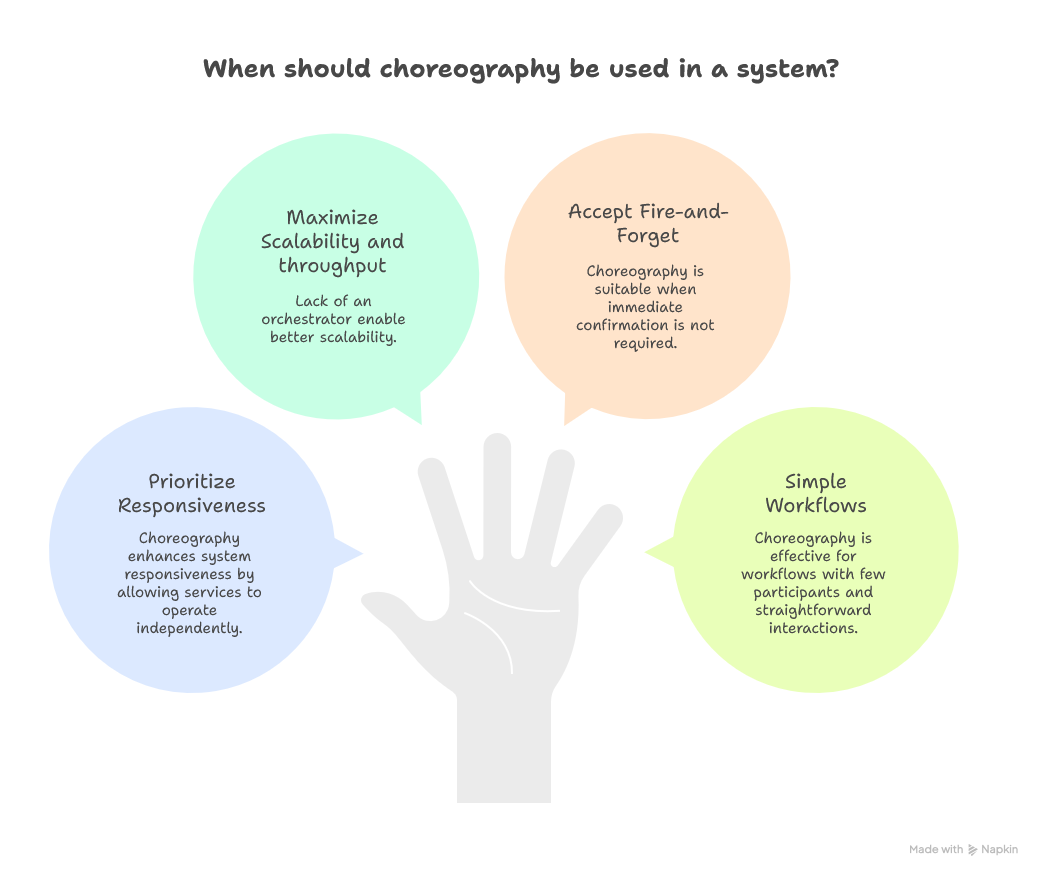 When should choreography be used in a system?
Maximize
Scalability and
throughput
Lack of an
orchestrator enable
better scalability.
Accept Fire-and-
Forget
Choreography is
suitable when
immediate
confirmation is not
required.
Prioritize
Responsiveness
Choreography
enhances system
responsiveness by
allowing services to
operate
independently.
Simple
Workflows
Choreography is
effective for
workflows with few
participants and
straightforward
interactions.
Made with Napkin